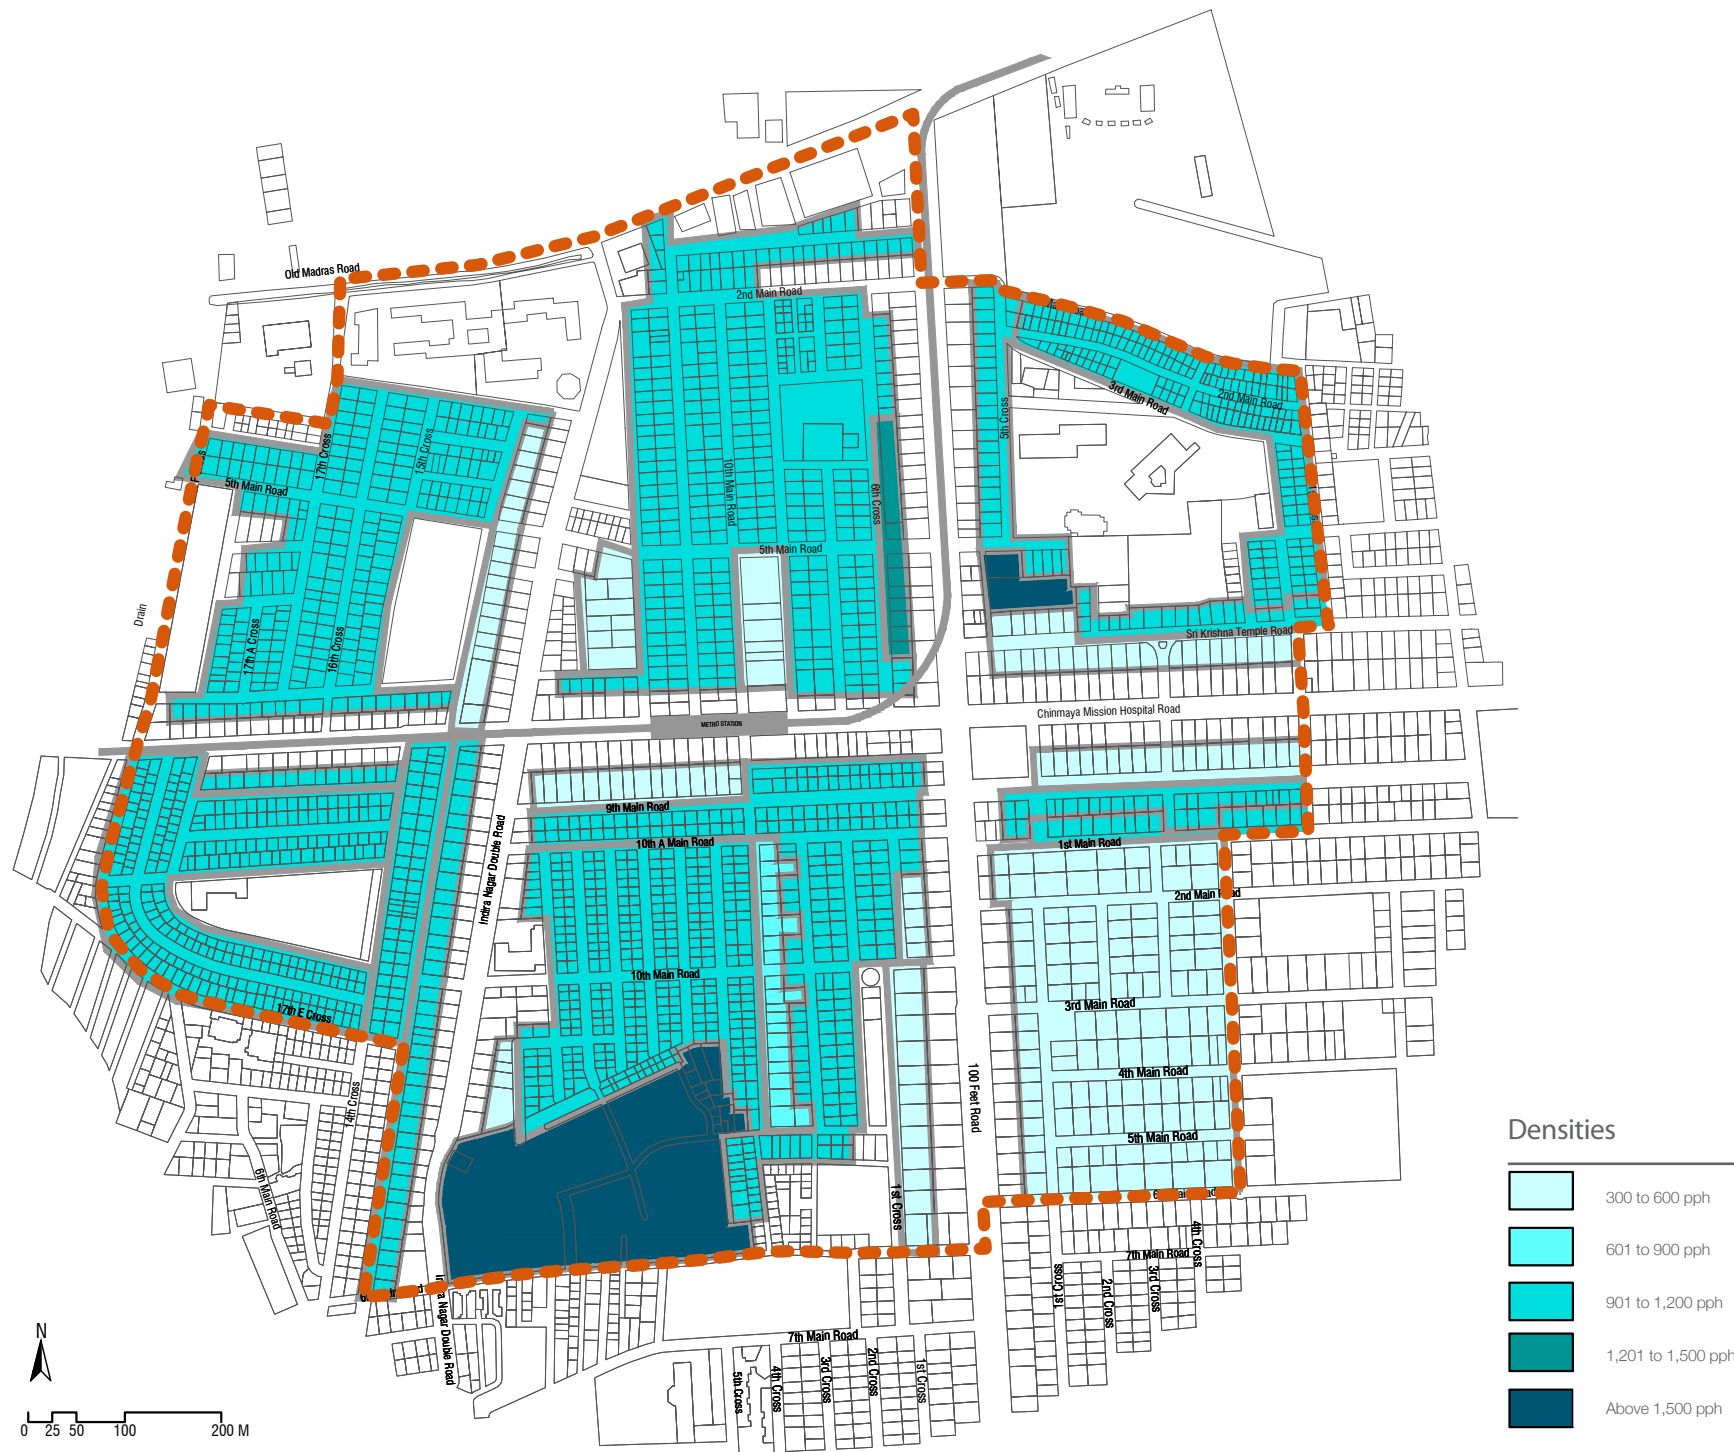 Old Madras Road
2nd Main Road
2nd Main Road
3rd Main Road
5th Cross
17th Cross
15th Cross
5th Main Road
10th Main Road
6th Cross
5th Main Road
Drain
17th A Cross
16th Cross
Sri Krishna Temple Road
METRO STATION
Chinmaya Mission Hospital Road
9th Main Road
10th A Main Road
1st Main Road
Indira Nagar Double Road
2nd Main Road
10th Main Road
3rd Main Road
17th E Cross
4th Main Road
100 Feet Road
14th Cross
5th Main Road
6th Main Road
1st Cross
4th Cross
7th Main Road
1st Cross
2nd Cross
3rd Cross
Indira Nagar Double Road
7th Main Road
5th Cross
4th Cross
3rd Cross
2nd Cross
1st Cross
Densities
300 to 600 pph
601 to 900 pph
901 to 1,200 pph
1,201 to 1,500 pph
Above 1,500 pph
N
0 25 50 100 200 M